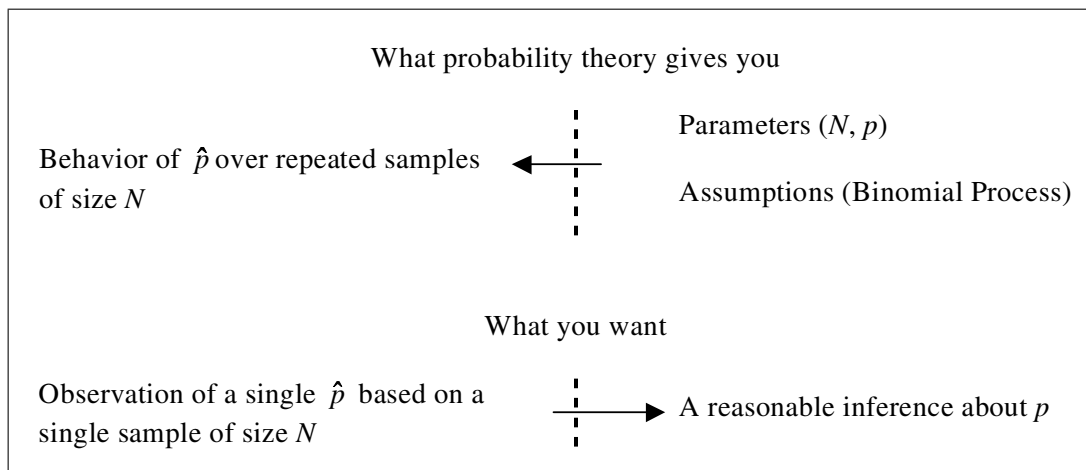 What probability theory gives you
Parameters (N, p)
Behavior of p̂ over repeated samples
of size N
Assumptions (Binomial Process)
What you want
Observation of a single p̂ based on a
single sample of size N
A reasonable inference about p